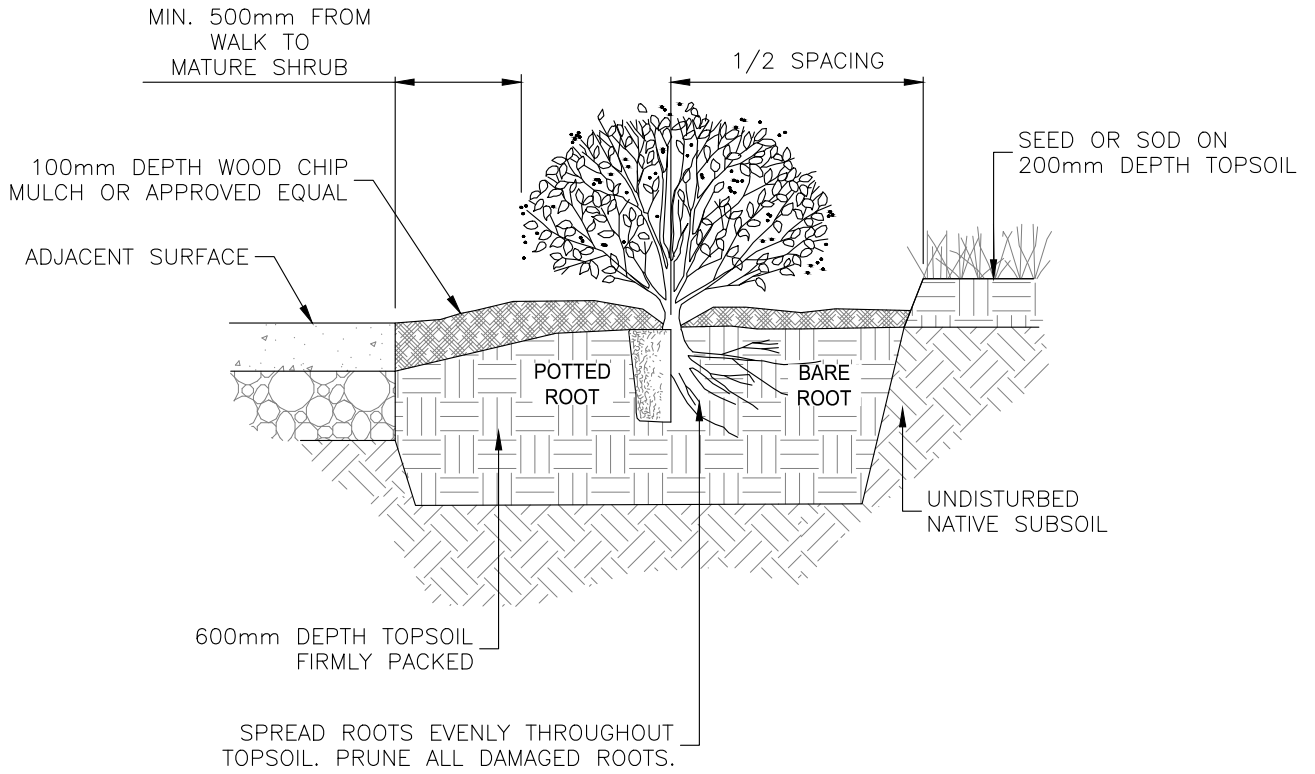 MIN. 500mm FROM
WALK TO
MATURE SHRUB
1/2 SPACING
SEED OR SOD ON
200mm DEPTH TOPSOIL
100mm DEPTH WOOD CHIP
MULCH OR APPROVED EQUAL
ADJACENT SURFACE
POTTED
ROOT
BARE
ROOT
UNDISTURBED
NATIVE SUBSOIL
600mm DEPTH TOPSOIL
FIRMLY PACKED
SPREAD ROOTS EVENLY THROUGHOUT
TOPSOIL. PRUNE ALL DAMAGED ROOTS.